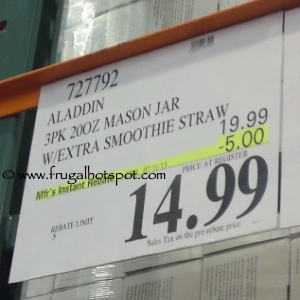 727792
ALADDIN
3PK 20OZ MASON JAR
W/EXTRA SMOOTHIE STRAW
19.99
Mfr's Instant Rebate -5.00
© www.frugalhotspot.com
PRICE AT REGISTER
14.99
REBATE LIMIT
5
Sales Tax on the pre-rebate price